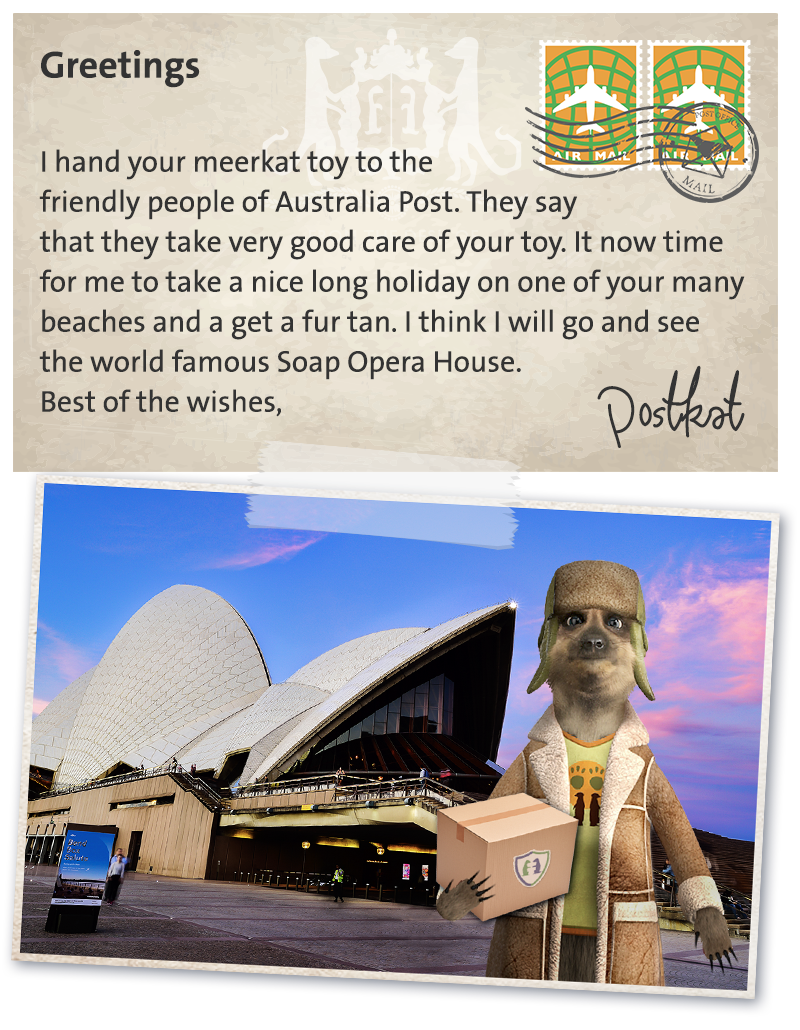 Greetings
I hand your meerkat toy to the
friendly people of Australia Post. They say
that they take very good care of your toy. It now time
for me to take a nice long holiday on one of your many
beaches and a get a fur tan. I think I will go and see
the world famous Soap Opera House.
Best of the wishes,
Postkat
AIR MAIL
AIR MAIL
POST OFFICE
MAIL